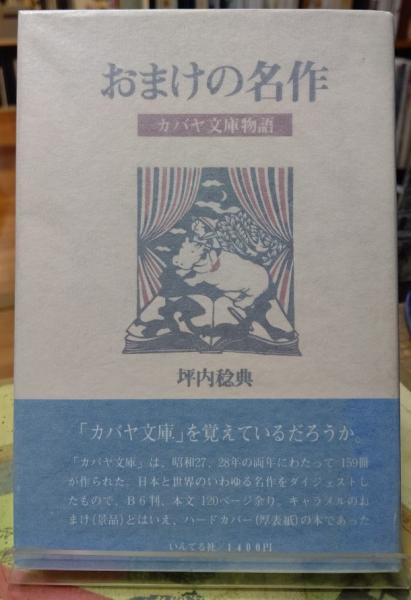 おまけの名作
カバヤ文庫物語
坪内稔典
「カバヤ文庫」を覚えているだろうか。
「カバヤ文庫」は、昭和27、28年の両年にわたって 159冊
が作られた。日本と世界のいわゆる名作をダイジェストし
たもので、B6判、本文 120ページ余り。キャラメルのお
まけ(景品)とはいえ、ハードカバー(厚表紙)の本であった
いんてる社/1400円